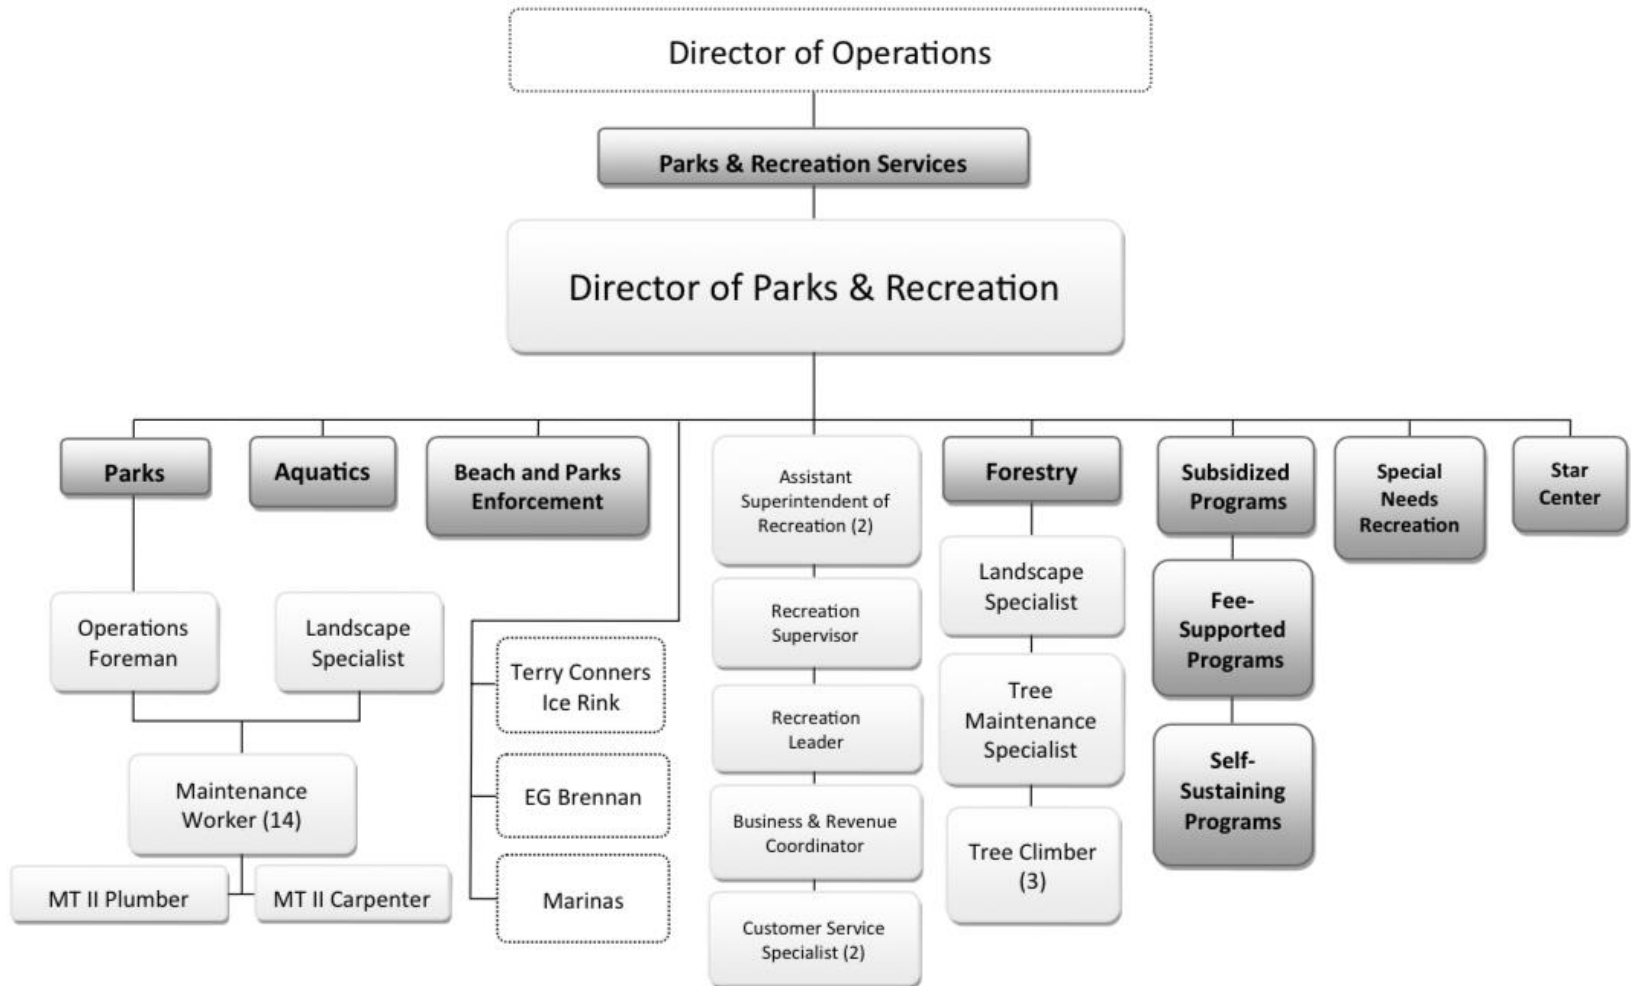 Director of Operations
Parks & Recreation Services
Director of Parks & Recreation
Parks
Aquatics
Beach and Parks
Enforcement
Assistant
Superintendent of
Recreation (2)
Forestry
Subsidized
Programs
Special
Needs
Recreation
Star
Center
Operations
Foreman
Landscape
Specialist
Maintenance
Worker (14)
MT II Plumber
MT II Carpenter
Terry Conners
Ice Rink
EG Brennan
Marinas
Recreation
Supervisor
Recreation
Leader
Business & Revenue
Coordinator
Customer Service
Specialist (2)
Landscape
Specialist
Tree
Maintenance
Specialist
Tree Climber
(3)
Fee-
Supported
Programs
Self-
Sustaining
Programs